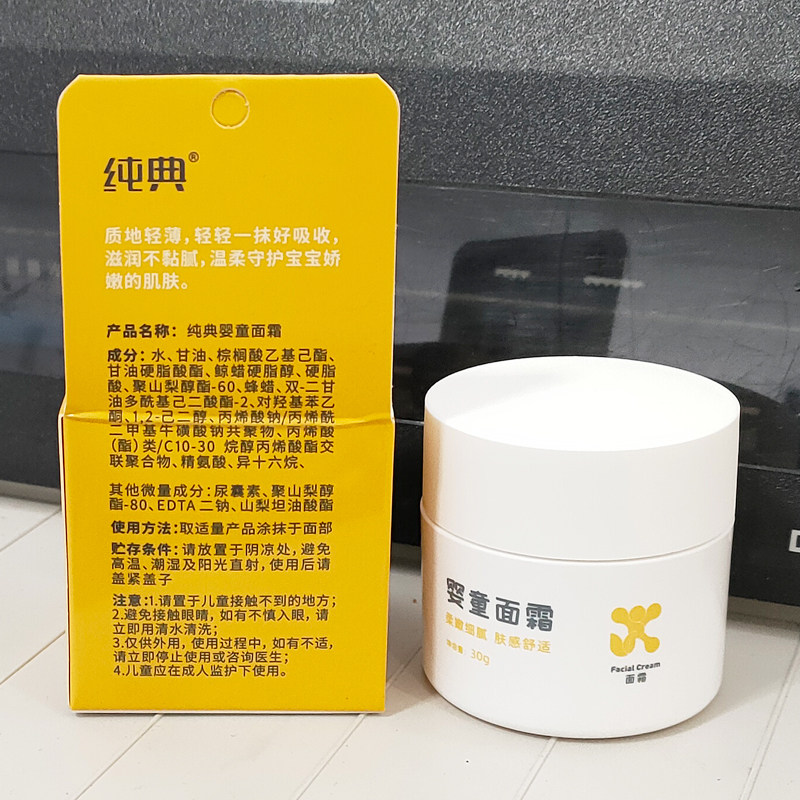 纯典®
质地轻薄,轻轻一抹好吸收,
滋润不黏腻,温柔守护宝宝娇
嫩的肌肤。
产品名称: 纯典婴童面霜
成分: 水、甘油、棕榈酸乙基己酯、
甘油硬脂酸酯、鲸蜡硬脂醇、硬脂
酸、聚山梨醇酯-60、蜂蜡、双-二甘
油多酰基己二酸酯-2、对羟基苯乙
酮、1,2-己二醇、丙烯酸钠/丙烯酰
二甲基牛磺酸钠共聚物、丙烯酸
(酯)类/C10-30 烷醇丙烯酸酯交
联聚合物、精氨酸、异十六烷、
其他微量成分: 尿囊素、聚山梨醇
酯-80、EDTA 二钠、山梨坦油酸酯
使用方法:取适量产品涂抹于面部
贮存条件:请放置于阴凉处,避免
高温、潮湿及阳光直射,使用后请
盖紧盖子
注意:1.请置于儿童接触不到的地方;
2.避免接触眼睛,如有不慎入眼,请
立即用清水清洗;
3.仅供外用,使用过程中,如有不适,
请立即停止使用或咨询医生;
4.儿童应在成人监护下使用。
婴童面霜
柔嫩细腻 肤感舒适
净含量: 30g
Facial Cream
面霜